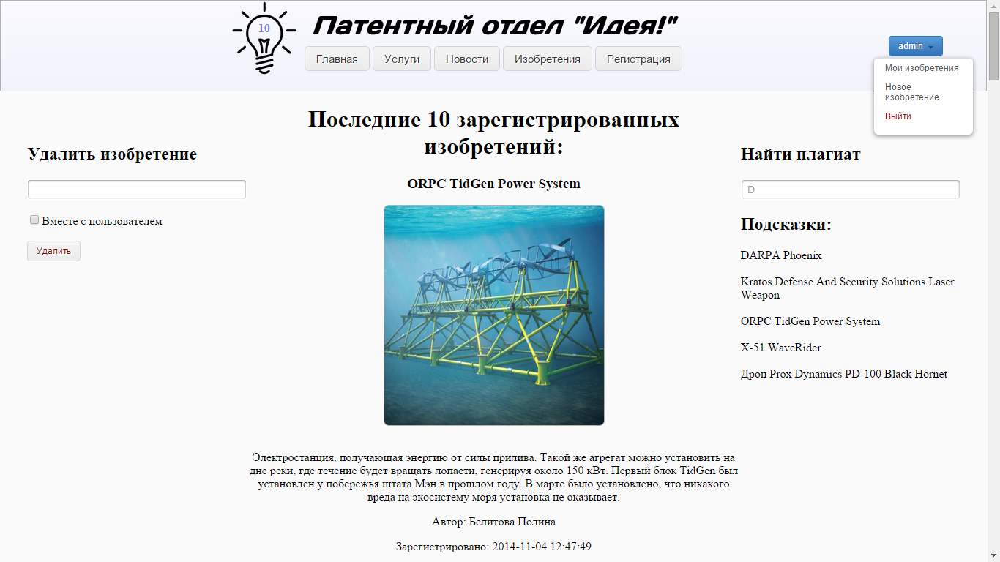 10
Патентный отдел "Идея!"
Главная
Услуги
Новости
Изобретения
Регистрация
admin
Мои изобретения
Новое
изобретение
Выйти
Удалить изобретение
Вместе с пользователем
Удалить
Последние 10 зарегистрированных
изобретений:
ORPC TidGen Power System
Электростанция, получающая энергию от силы прилива. Такой же агрегат можно установить на
дне реки, где течение будет вращать лопасти, генерируя около 150 кВт. Первый блок TidGen был
установлен у побережья штата Мэн в прошлом году. В марте было установлено, что никакого
вреда на экосистему моря установка не оказывает.
Автор: Белитова Полина
Зарегистрировано: 2014-11-04 12:47:49
Найти плагиат
D
Подсказки:
DARPA Phoenix
Kratos Defense And Security Solutions Laser
Weapon
ORPC TidGen Power System
X-51 WaveRider
Дрон Prox Dynamics PD-100 Black Hornet